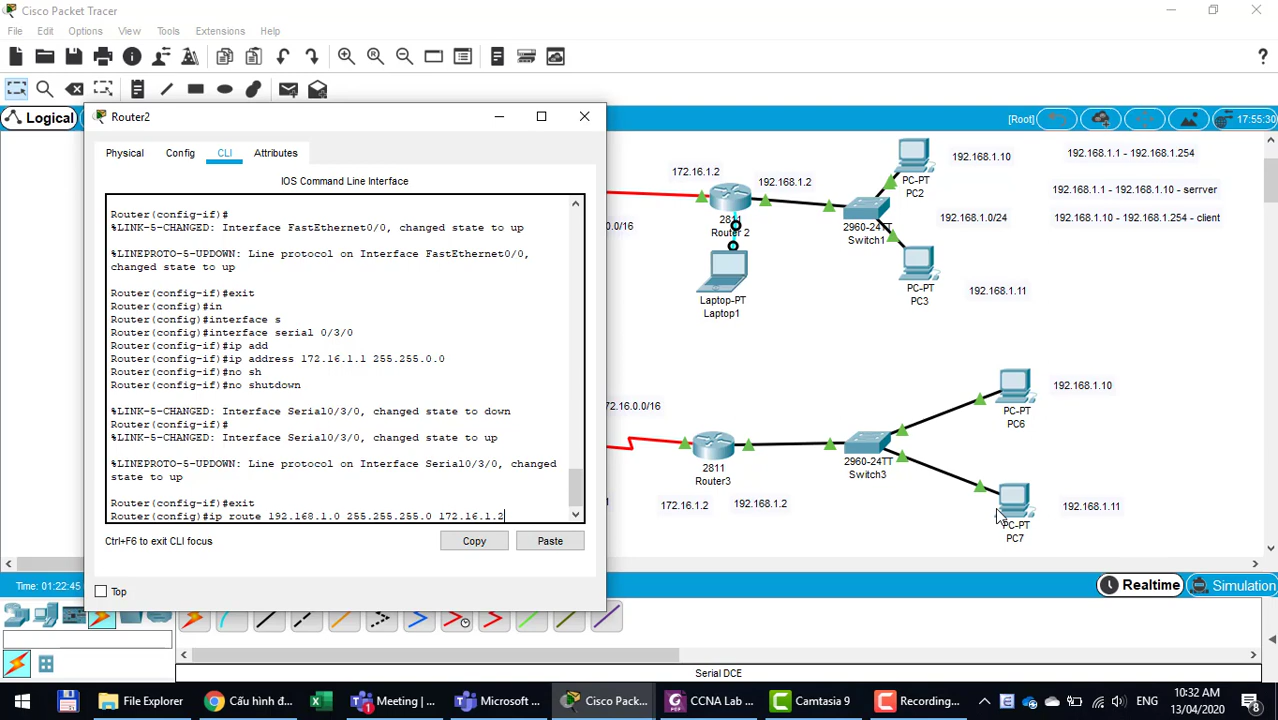 Cisco Packet Tracer
File Edit Options View Tools Extensions Help
Logical
[Root]
17:55:30
Router2
Physical Config CLI Attributes
IOS Command Line Interface
Router(config-if)#
%LINK-5-CHANGED: Interface FastEthernet0/0, changed state to up
%LINEPROTO-5-UPDOWN: Line protocol on Interface FastEthernet0/0,
changed state to up
Router(config-if)#exit
Router(config)#in
Router(config)#interface s
Router(config)#interface serial 0/3/0
Router(config-if)#ip add
Router(config-if)#ip address 172.16.1.1 255.255.0.0
Router(config-if)#no sh
Router(config-if)#no shutdown
%LINK-5-CHANGED: Interface Serial0/3/0, changed state to down
Router(config-if)#
%LINK-5-CHANGED: Interface Serial0/3/0, changed state to up
%LINEPROTO-5-UPDOWN: Line protocol on Interface Serial0/3/0, changed
state to up
Router(config-if)#exit
Router(config)#ip route 192.168.1.0 255.255.255.0 172.16.1.2
Ctrl+F6 to exit CLI focus
Copy
Paste
Top
172.16.1.2
192.168.1.2
.0.0/16
2811
Router 2
Laptop-PT
Laptop1
2960-24TT
Switch1
PC-PT
PC2
192.168.1.10
PC-PT
PC3
192.168.1.11
192.168.1.0/24
192.168.1.1 - 192.168.1.254
192.168.1.1 - 192.168.1.10 - serrver
192.168.1.10 - 192.168.1.254 - client
72.16.0.0/16
2811
Router3
172.16.1.2
192.168.1.2
2960-24TT
Switch3
PC-PT
PC6
192.168.1.10
PC-PT
PC7
192.168.1.11
Time: 01:22:45
Realtime
Simulation
Serial DCE
File Explorer
Cấu hình đ...
Meeting | ...
Microsoft ...
Cisco Pack...
CCNA Lab ...
Camtasia 9
Recording...
ENG
10:32 AM
13/04/2020
8